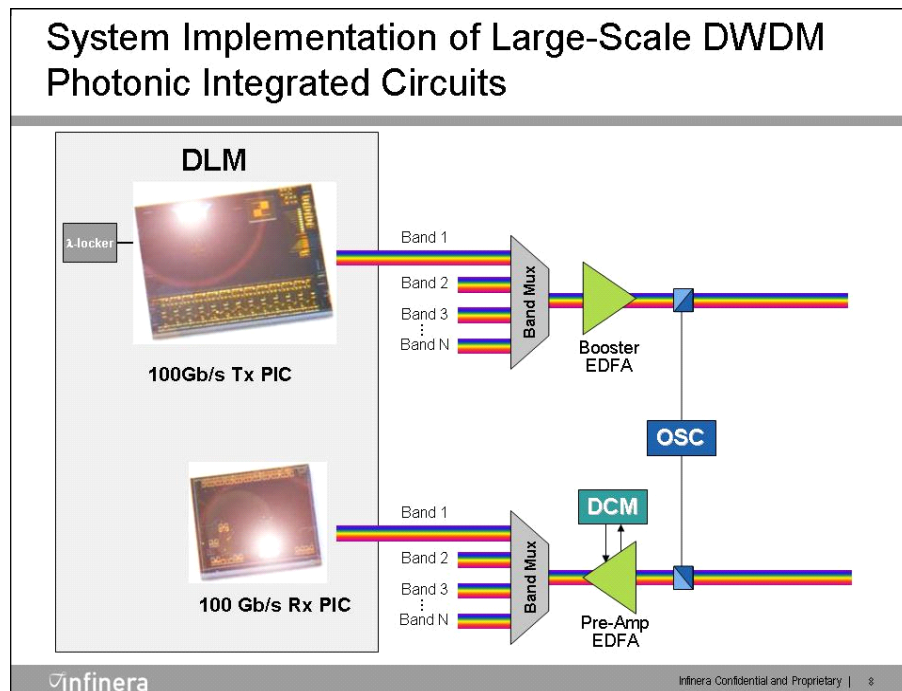 System Implementation of Large-Scale DWDM
Photonic Integrated Circuits
DLM
λ-locker
100Gb/s Tx PIC
Band 1
Band 2
Band 3
Band N
Band Mux
Booster
EDFA
OSC
100 Gb/s Rx PIC
Band 1
Band 2
Band 3
Band N
Band Mux
DCM
Pre-Amp
EDFA
infinera
Infinera Confidential and Proprietary | 8